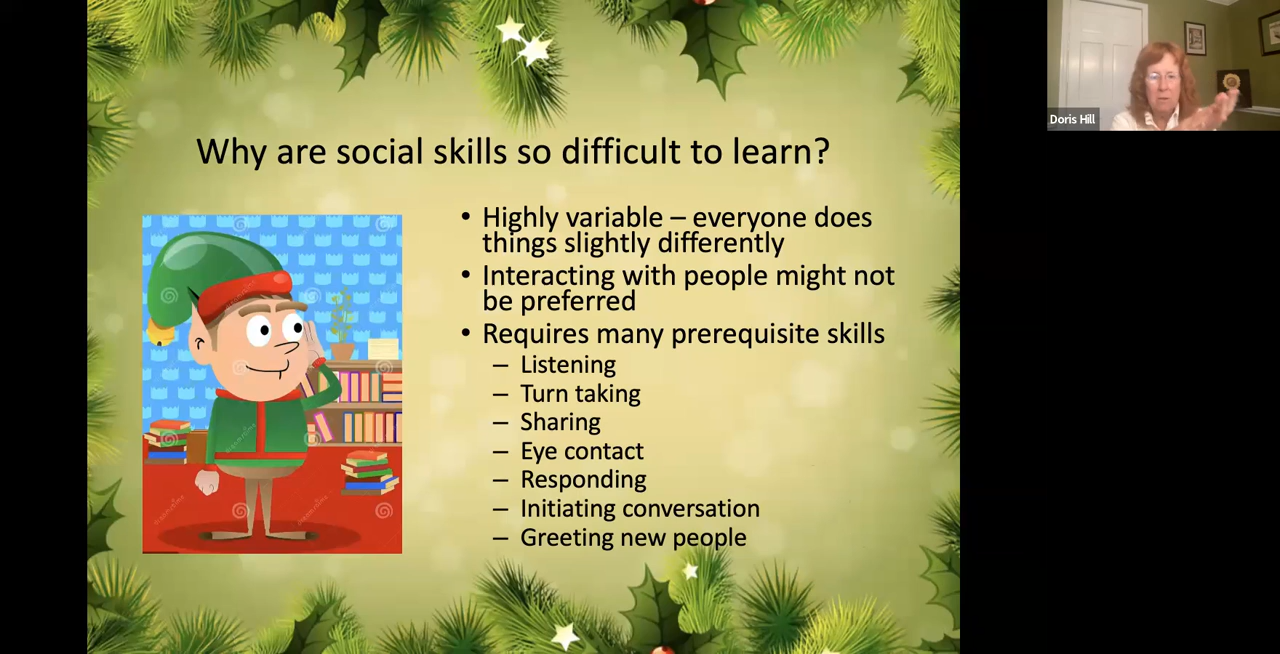 Why are social skills so difficult to learn?
• Highly variable – everyone does
things slightly differently
• Interacting with people might not
be preferred
• Requires many prerequisite skills
– Listening
– Turn taking
– Sharing
– Eye contact
– Responding
– Initiating conversation
– Greeting new people
Doris Hill